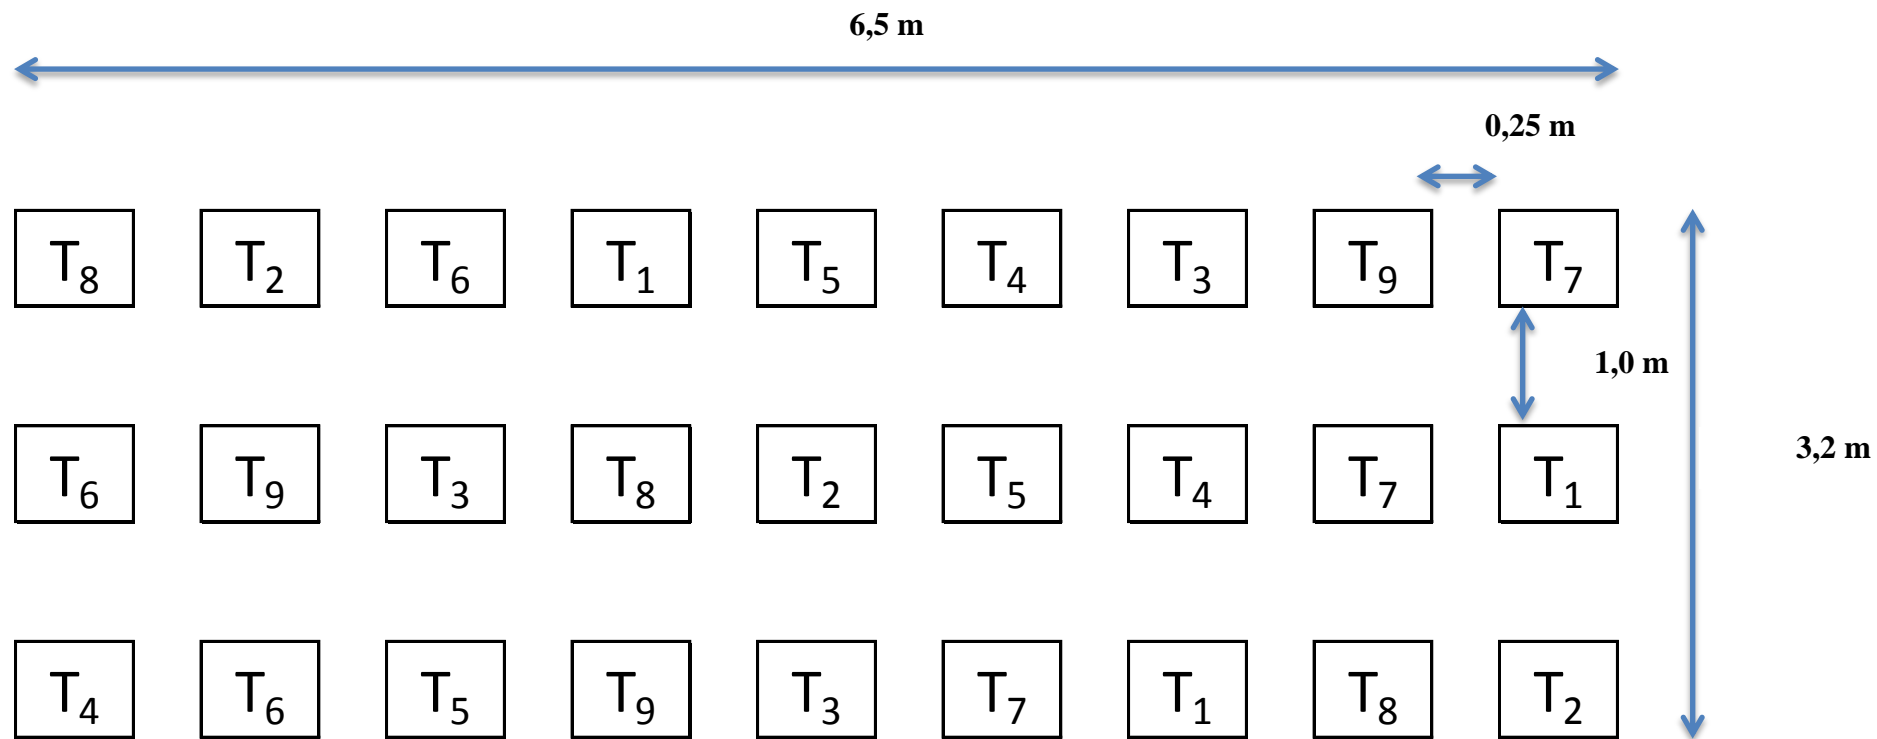 6,5 m
0,25 m
T8 T2 T6 T1 T5 T4 T3 T9 T7
1,0 m
T6 T9 T3 T8 T2 T5 T4 T7 T1
3,2 m
T4 T6 T5 T9 T3 T7 T1 T8 T2